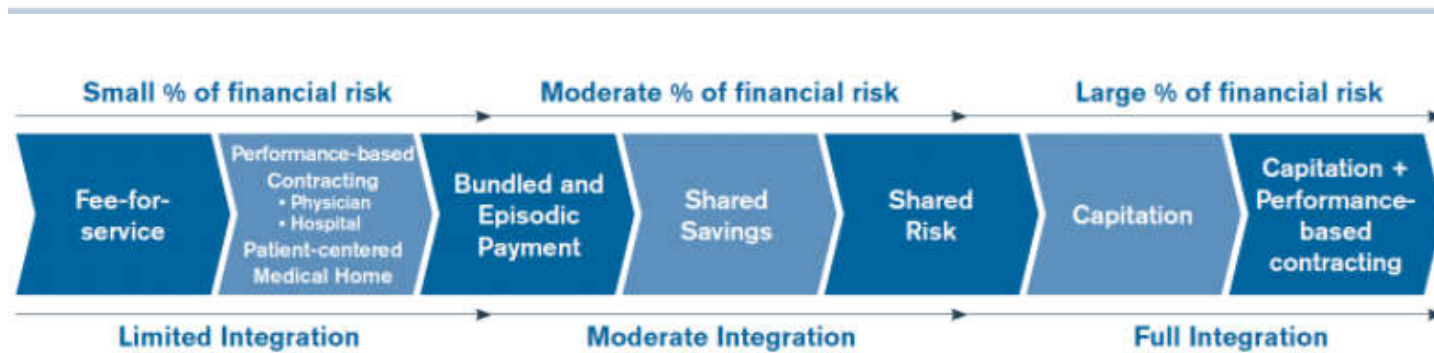 Small % of financial risk
Moderate % of financial risk
Large % of financial risk
Fee-for-
service
Performance-based
Contracting
• Physician
• Hospital
Patient-centered
Medical Home
Bundled and
Episodic
Payment
Shared
Savings
Shared
Risk
Capitation
Capitation +
Performance-
based
contracting
Limited Integration
Moderate Integration
Full Integration